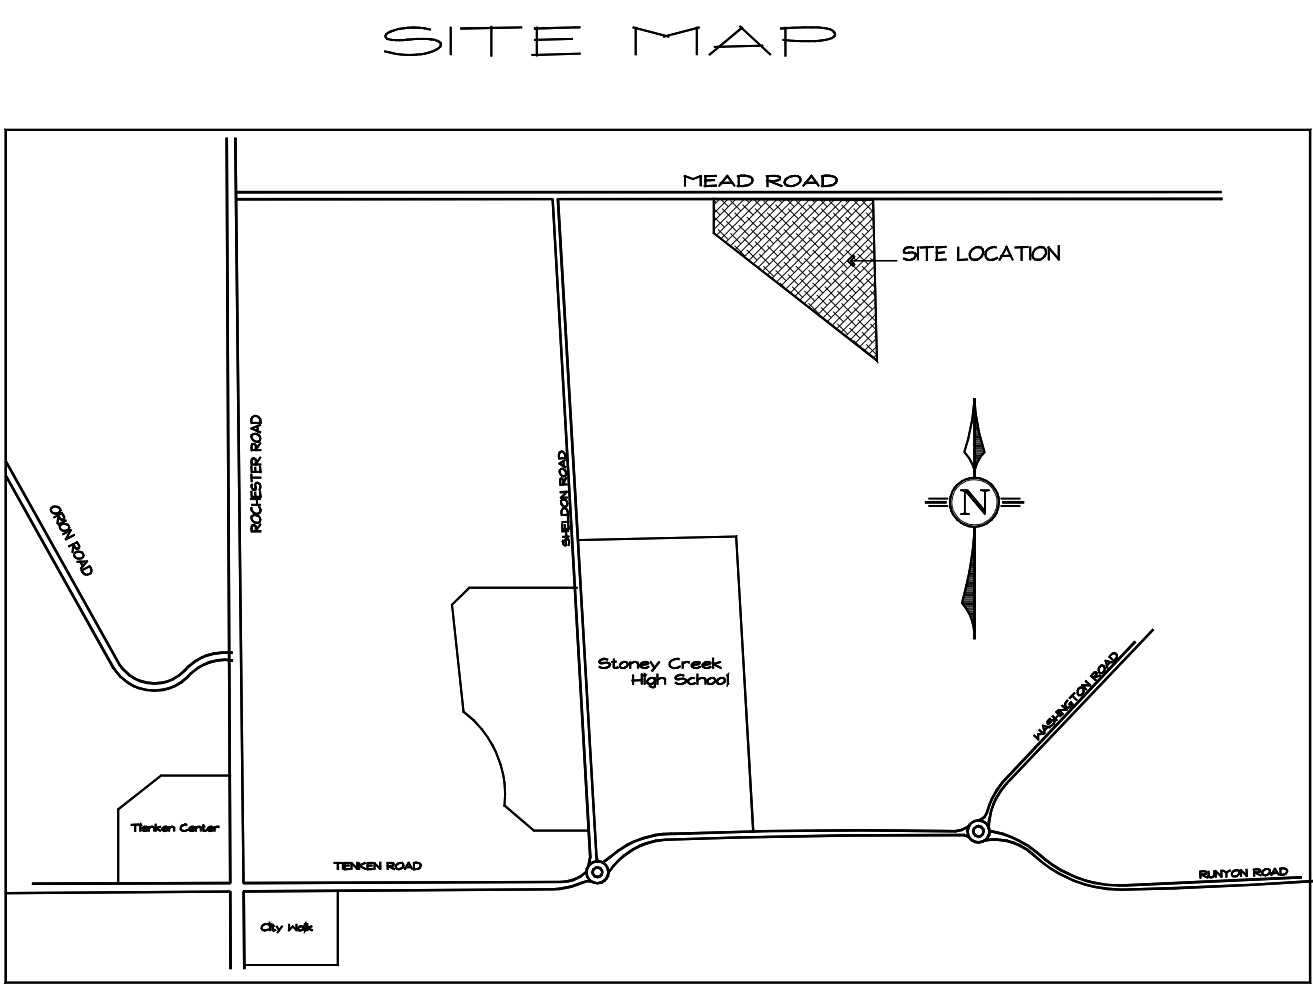 SITE MAP
MEAD ROAD
SITE LOCATION
ROCHESTER ROAD
SHELDON ROAD
ORION ROAD
N
Stoney Creek
High School
WASHINGTON ROAD
Tienken Center
TIENKEN ROAD
RUNYON ROAD
City Walk